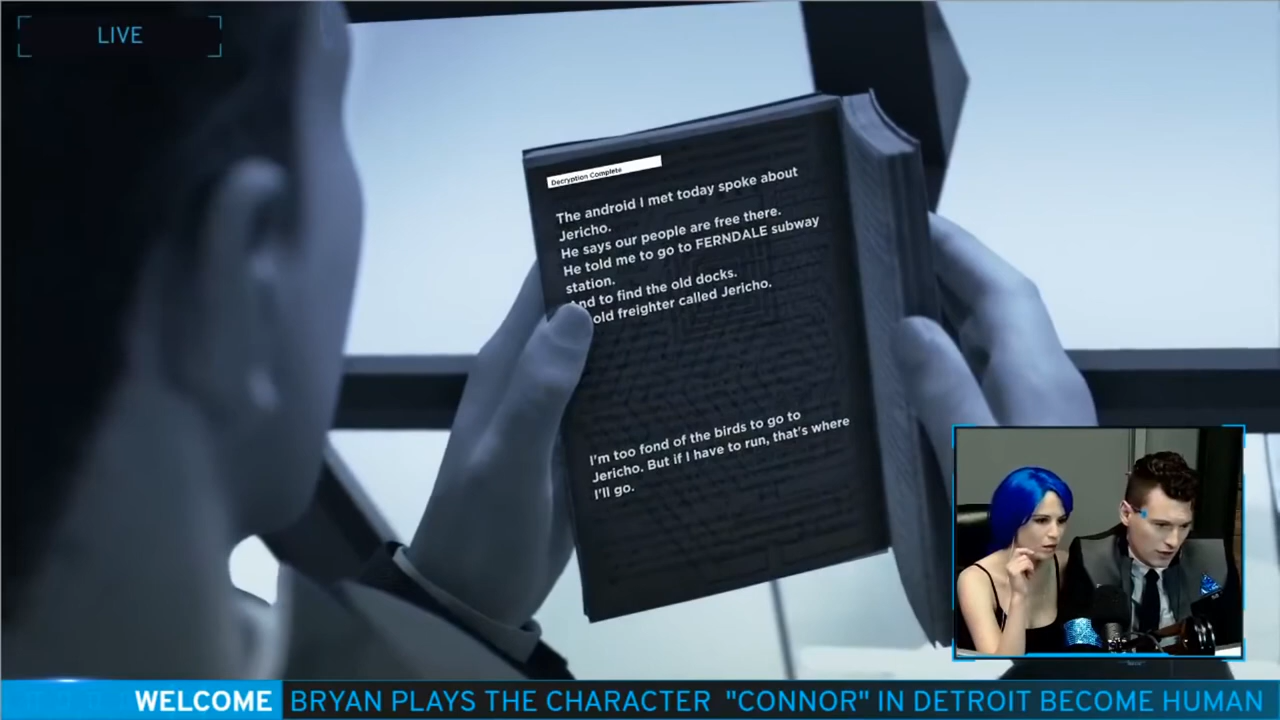 LIVE
Decryption Complete
The android I met today spoke about
Jericho.
He says our people are free there.
He told me to go to FERNDALE subway
station.
And to find the old docks.
old freighter called Jericho.
I'm too fond of the birds to go to
Jericho. But if I have to run, that's where
I'll go.
WELCOME BRYAN PLAYS THE CHARACTER "CONNOR" IN DETROIT BECOME HUMAN